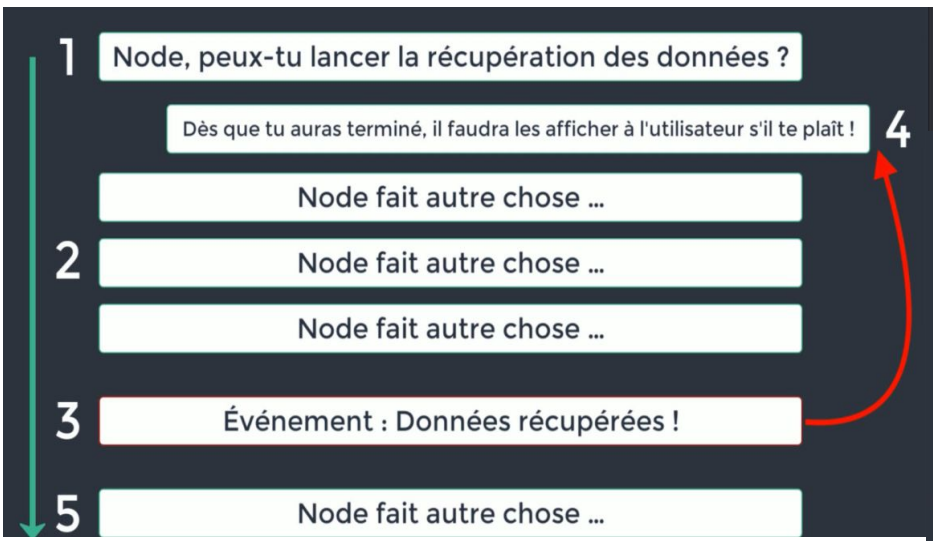 1 Node, peux-tu lancer la récupération des données ?
Dès que tu auras terminé, il faudra les afficher à l'utilisateur s'il te plaît ! 4
Node fait autre chose ...
2 Node fait autre chose ...
Node fait autre chose ...
3 Événement : Données récupérées !
5 Node fait autre chose ...